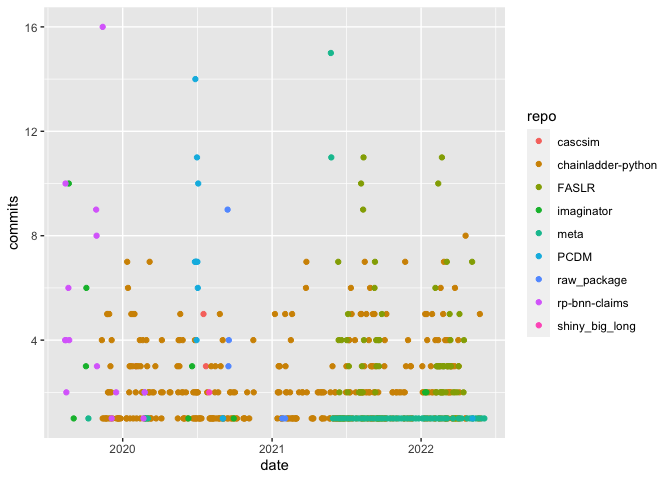 16
12
8
4
commits
2020
2021
2022
date
repo
cascsim
chainladder-python
FASLR
imaginator
meta
PCDM
raw_package
rp-bnn-claims
shiny_big_long